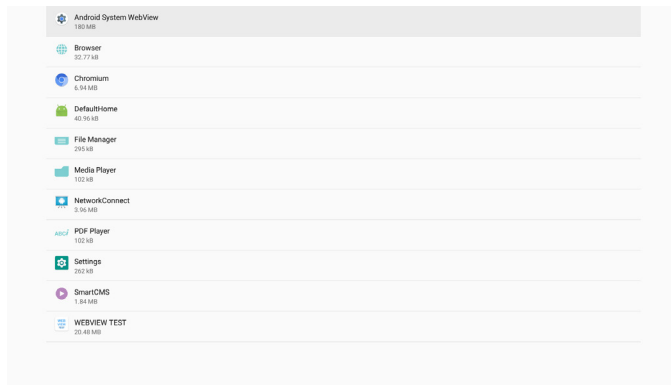 Android System WebView
180 MB
Browser
32.77 kB
Chromium
6.94 MB
DefaultHome
40.96 kB
File Manager
295 kB
Media Player
102 kB
NetworkConnect
3.96 MB
PDF Player
102 kB
Settings
262 kB
SmartCMS
1.84 MB
WEBVIEW TEST
20.48 MB